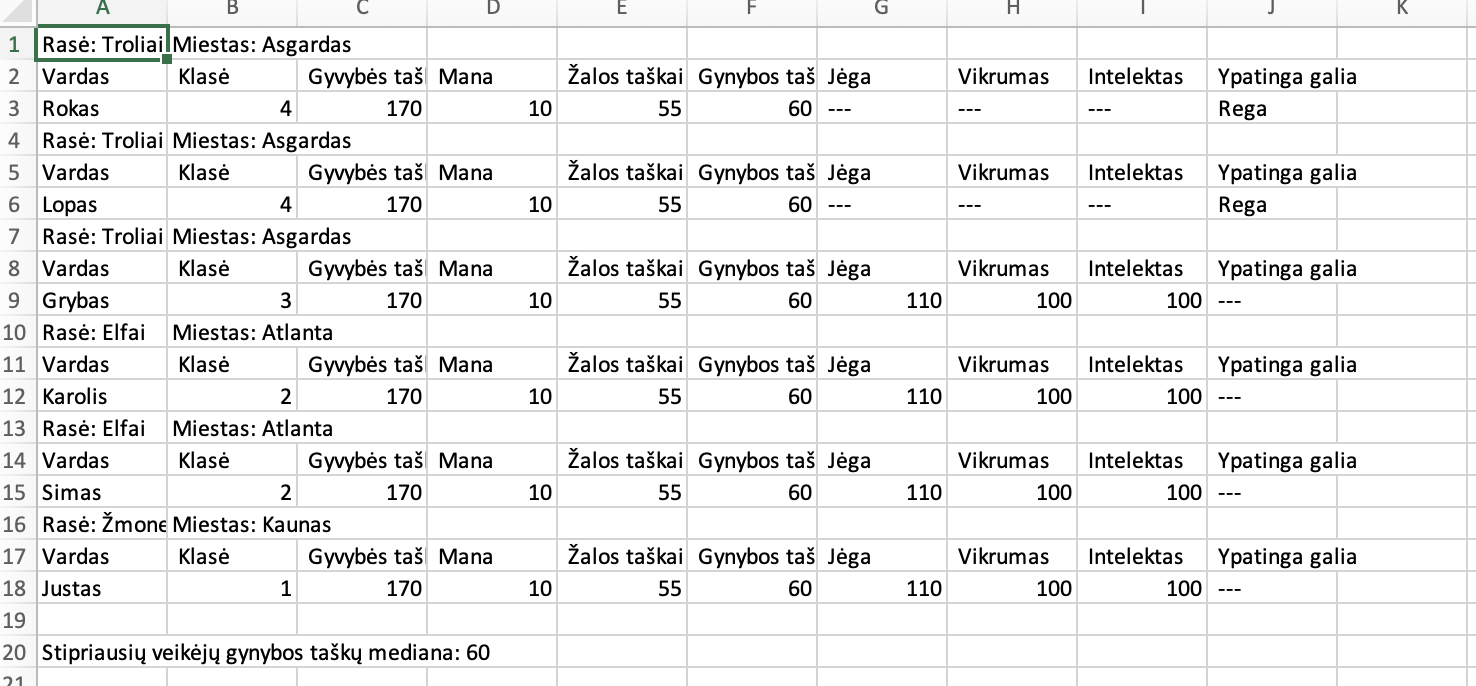 A B C D E F G H I J K
1 Rasė: Troliai Miestas: Asgardas
2 Vardas Klasė Gyvybės taš Mana Žalos taškai Gynybos taš Jėga Vikrumas Intelektas Ypatinga galia
3 Rokas 4 170 10 55 60 --- --- --- Rega
4 Rasė: Troliai Miestas: Asgardas
5 Vardas Klasė Gyvybės taš Mana Žalos taškai Gynybos taš Jėga Vikrumas Intelektas Ypatinga galia
6 Lopas 4 170 10 55 60 --- --- --- Rega
7 Rasė: Troliai Miestas: Asgardas
8 Vardas Klasė Gyvybės taš Mana Žalos taškai Gynybos taš Jėga Vikrumas Intelektas Ypatinga galia
9 Grybas 3 170 10 55 60 110 100 100 ---
10 Rasė: Elfai Miestas: Atlanta
11 Vardas Klasė Gyvybės taš Mana Žalos taškai Gynybos taš Jėga Vikrumas Intelektas Ypatinga galia
12 Karolis 2 170 10 55 60 110 100 100 ---
13 Rasė: Elfai Miestas: Atlanta
14 Vardas Klasė Gyvybės taš Mana Žalos taškai Gynybos taš Jėga Vikrumas Intelektas Ypatinga galia
15 Simas 2 170 10 55 60 110 100 100 ---
16 Rasė: Žmone Miestas: Kaunas
17 Vardas Klasė Gyvybės taš Mana Žalos taškai Gynybos taš Jėga Vikrumas Intelektas Ypatinga galia
18 Justas 1 170 10 55 60 110 100 100 ---
19
20 Stipriausių veikėjų gynybos taškų mediana: 60
21